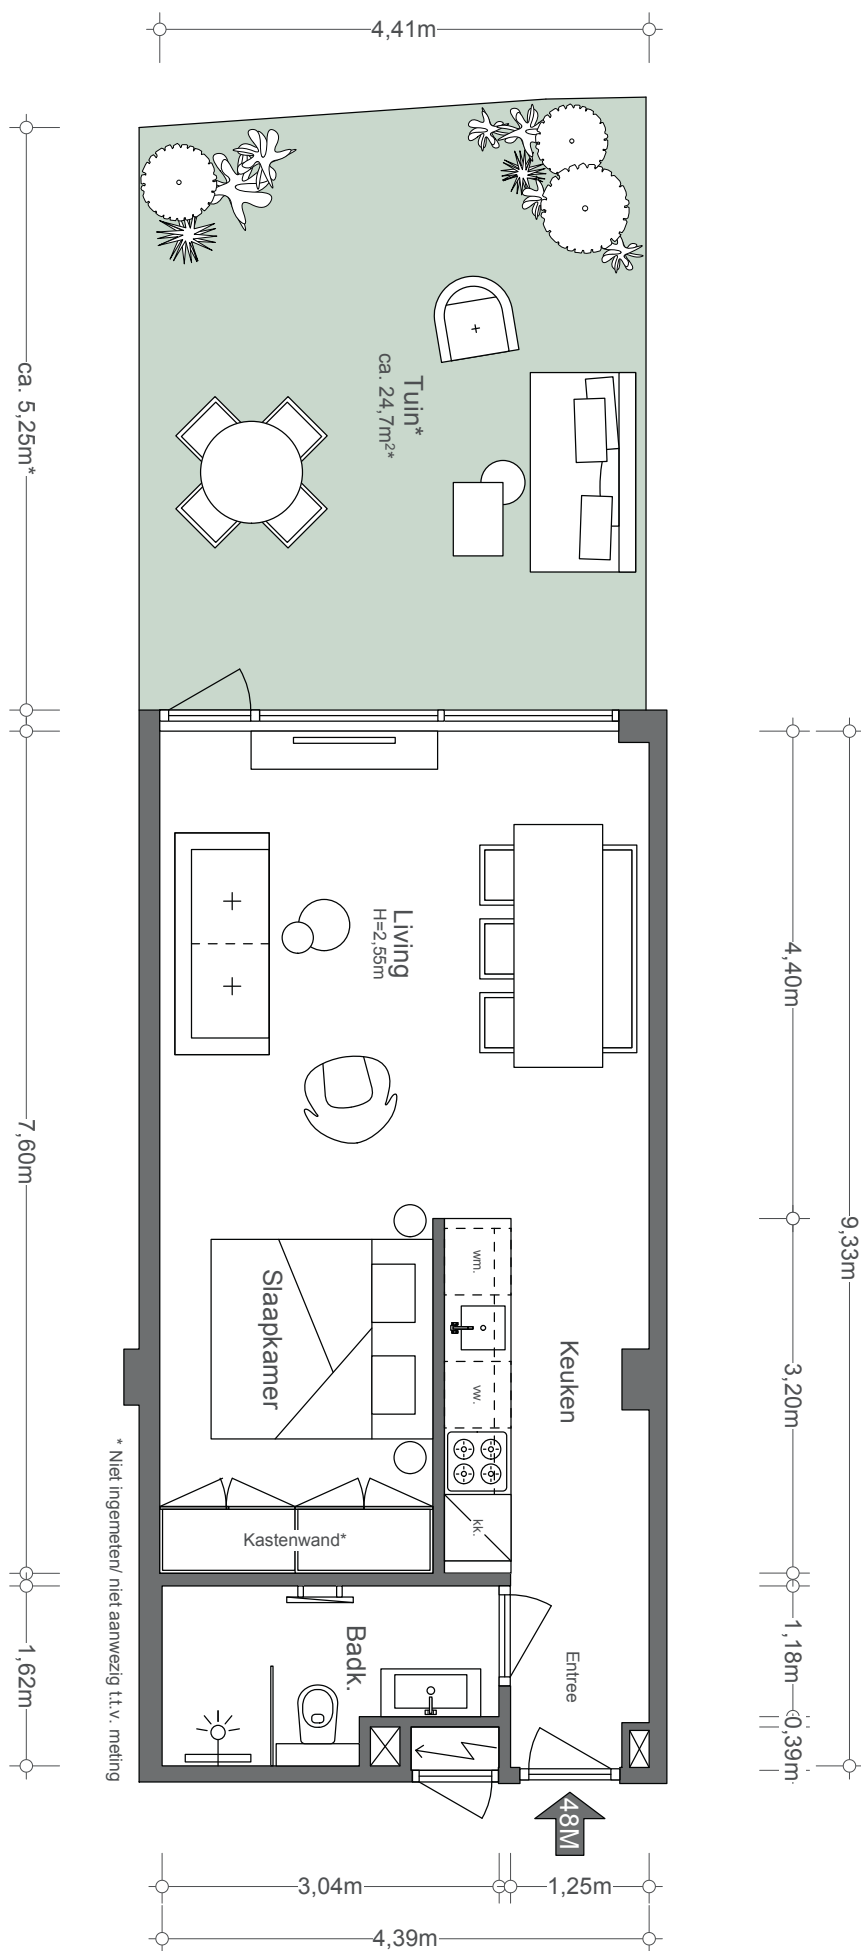 4,41m
ca. 5,25m*
Tuin*
ca. 24,7m²*
Living
H=2,55m
4,40m
7,60m
9,33m
wm.
Slaapkamer
Keuken
vw.
3,20m
kk.
Kastenwand*
* Niet ingemeten/ niet aanwezig t.t.v. meting
Badk.
Entree
1,18m
1,62m
0,39m
48M
3,04m
1,25m
4,39m